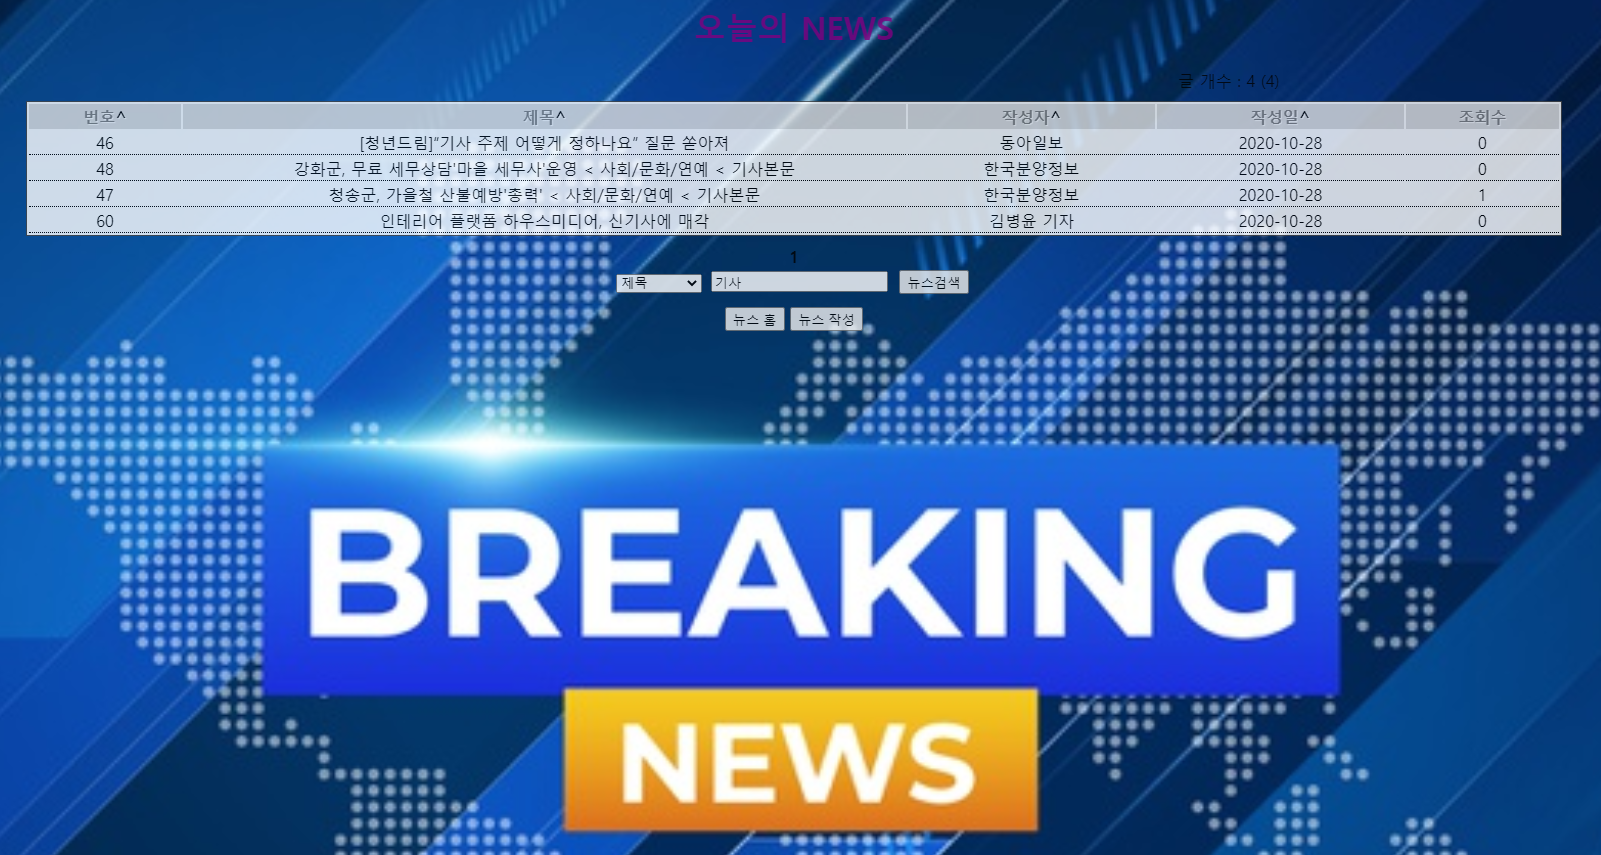 오늘의 NEWS
글 개수 : 4 (4)
번호^ 제목^ 작성자^ 작성일^ 조회수
46 [청년드림]“기사 주제 어떻게 정하나요” 질문 쏟아져 동아일보 2020-10-28 0
48 강화군, 무료 세무상담'마을 세무사'운영 < 사회/문화/연예 < 기사본문 한국분양정보 2020-10-28 0
47 청송군, 가을철 산불예방'총력' < 사회/문화/연예 < 기사본문 한국분양정보 2020-10-28 1
60 인테리어 플랫폼 하우스미디어, 신기사에 매각 김병윤 기자 2020-10-28 0
1
제목 기사 뉴스검색
뉴스 홈 뉴스 작성
BREAKING
NEWS